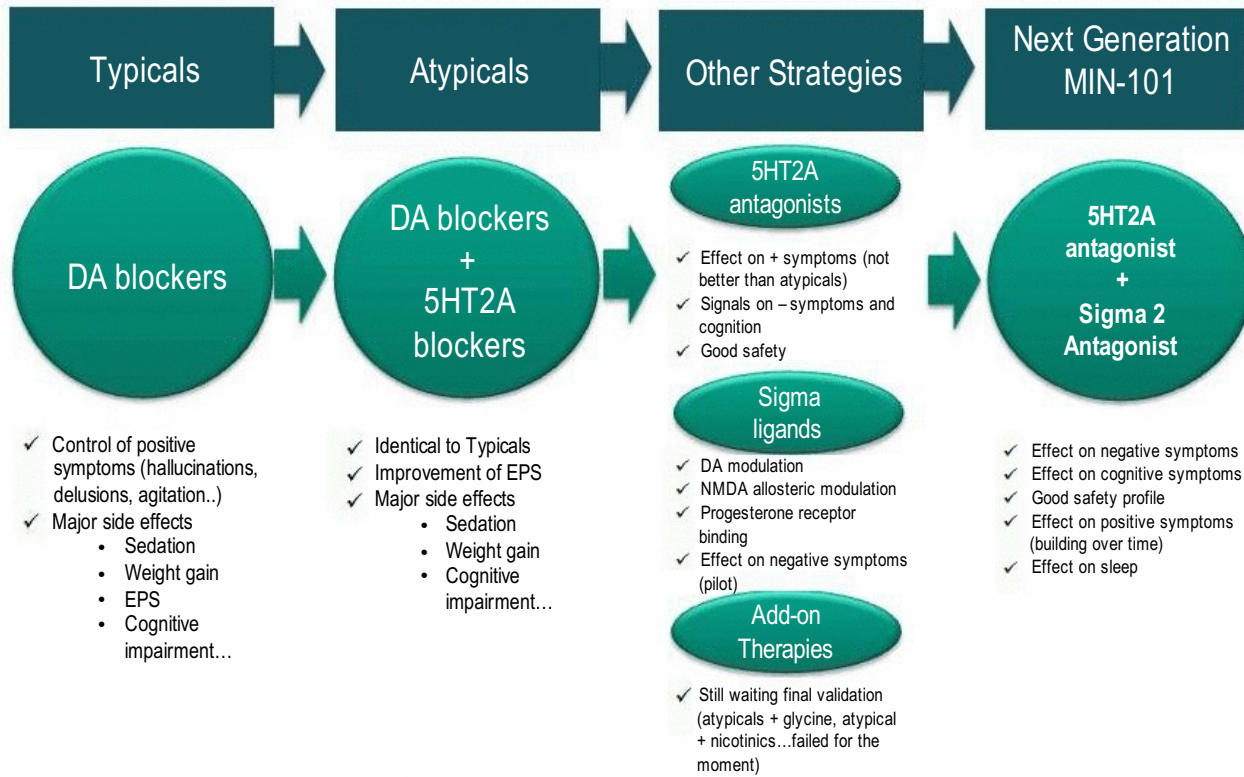 Typicals
Atypicals
Other Strategies
Next Generation
MIN-101
DA blockers
✓ Control of positive
symptoms (hallucinations,
delusions, agitation..)
✓ Major side effects
• Sedation
• Weight gain
• EPS
• Cognitive
impairment…
DA blockers
+
5HT2A
blockers
✓ Identical to Typicals
✓ Improvement of EPS
✓ Major side effects
• Sedation
• Weight gain
• Cognitive
impairment…
5HT2A
antagonists
✓ Effect on + symptoms (not
better than atypicals)
✓ Signals on – symptoms and
cognition
✓ Good safety
Sigma
ligands
✓ DA modulation
✓ NMDA allosteric modulation
✓ Progesterone receptor
binding
✓ Effect on negative symptoms
(pilot)
Add-on
Therapies
✓ Still waiting final validation
(atypicals + glycine, atypical
+ nicotinics…failed for the
moment)
5HT2A
antagonist
+
Sigma 2
Antagonist
✓ Effect on negative symptoms
✓ Effect on cognitive symptoms
✓ Good safety profile
✓ Effect on positive symptoms
(building over time)
✓ Effect on sleep